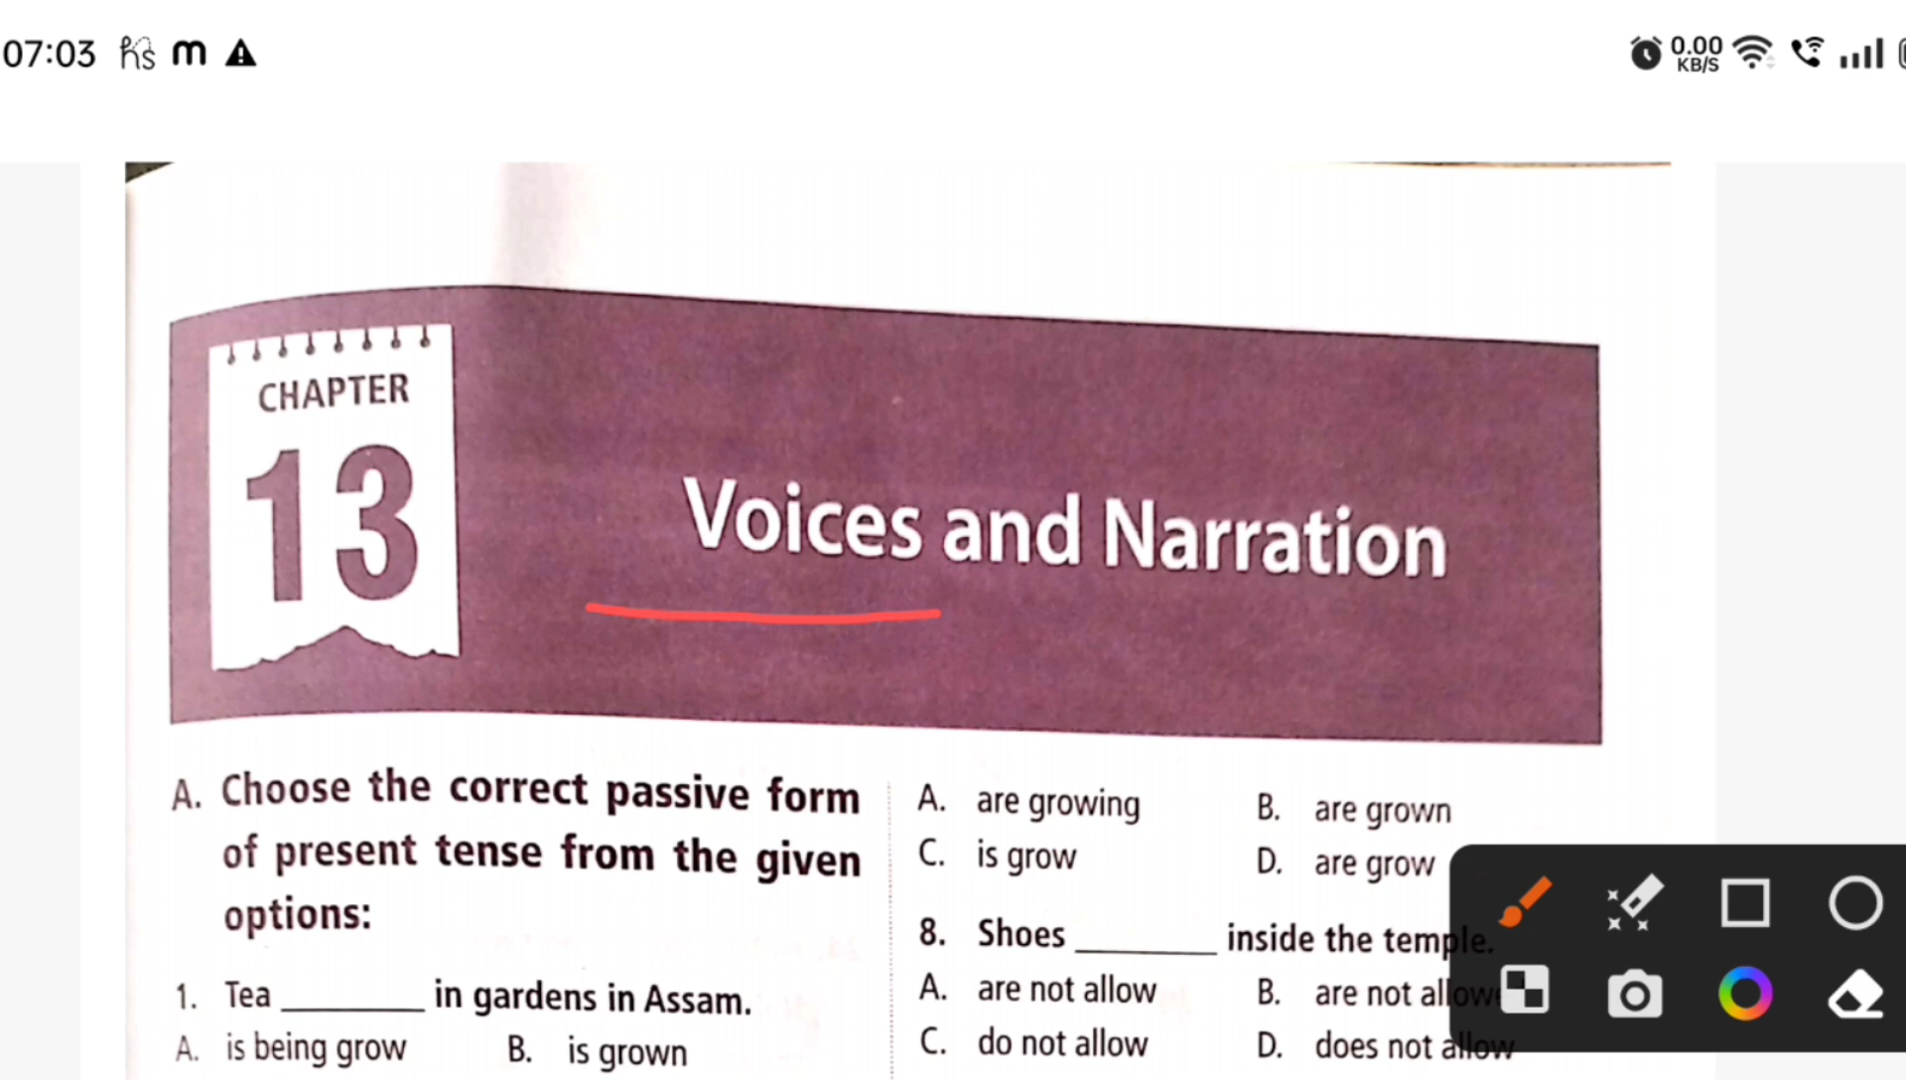 07:03 m
0.00
KB/S
CHAPTER
13
Voices and Narration
A. Choose the correct passive form
of present tense from the given
options:
1. Tea ________ in gardens in Assam.
A. is being grow B. is grown
A. are growing B. are grown
C. is grow D. are grow
8. Shoes ________ inside the temple.
A. are not allow B. are not allow
C. do not allow D. does not allow